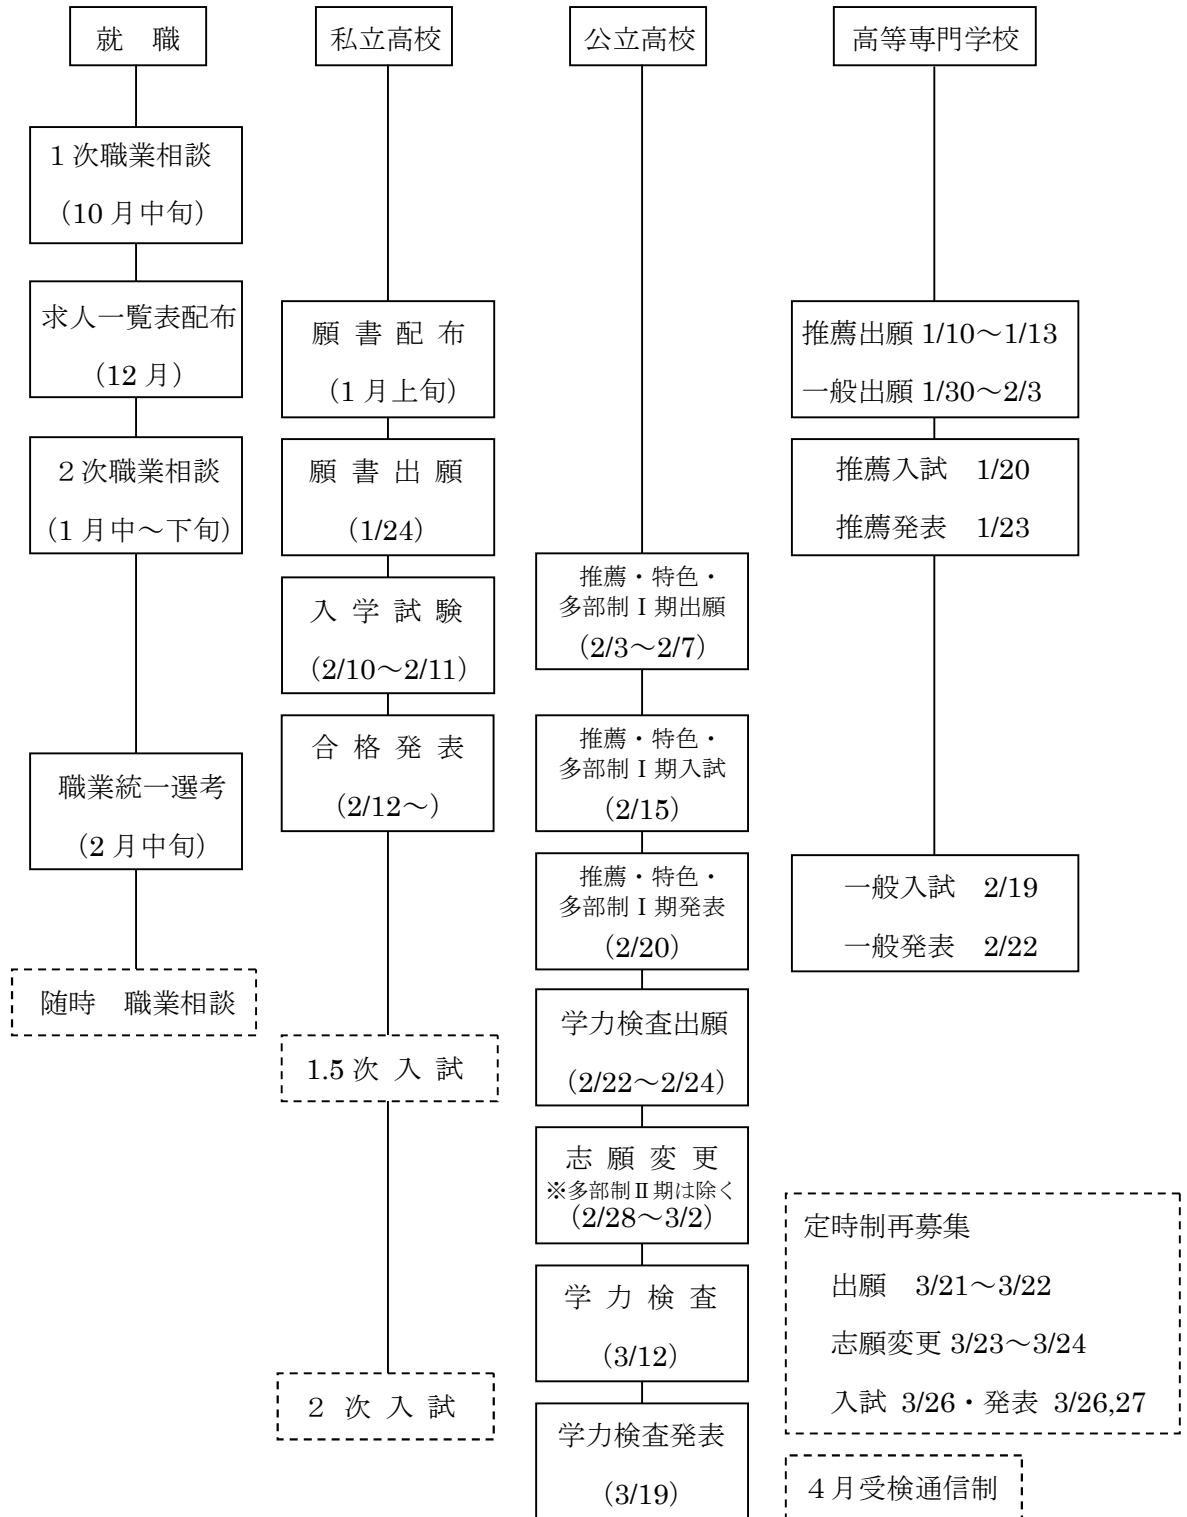 就　職
１次職業相談
（10 月中旬）
求人一覧表配布
（12 月）
２次職業相談
（1 月中～下旬）
職業統一選考
（2 月中旬）
随時　職業相談
私立高校
願 書 配 布
（1 月上旬）
願 書 出 願
（1/24）
入 学 試 験
（2/10～2/11）
合 格 発 表
（2/12～）
1.5 次 入 試
2 次 入 試
公立高校
推薦・特色・
多部制Ⅰ期出願
（2/3～2/7）
推薦・特色・
多部制Ⅰ期入試
（2/15）
推薦・特色・
多部制Ⅰ期発表
（2/20）
学力検査出願
（2/22～2/24）
志 願 変 更
※多部制Ⅱ期は除く
（2/28～3/2）
学 力 検 査
（3/12）
学力検査発表
（3/19）
高等専門学校
推薦出願 1/10～1/13
一般出願 1/30～2/3
推薦入試　1/20
推薦発表　1/23
一般入試　2/19
一般発表　2/22
定時制再募集
出願　3/21～3/22
志願変更 3/23～3/24
入試 3/26・発表 3/26,27
４月受検通信制